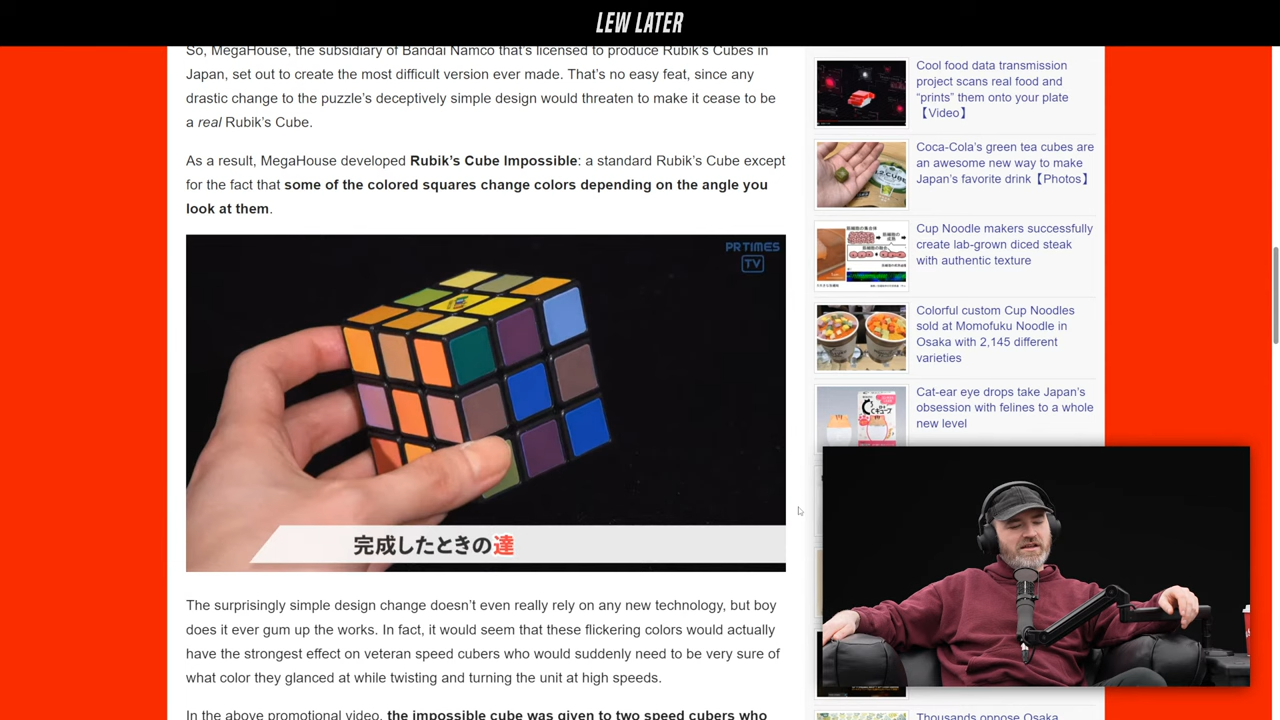 LEW LATER
So, MegaHouse, the subsidiary of Bandai Namco that's licensed to produce Rubik's Cubes in
Japan, set out to create the most difficult version ever made. That's no easy feat, since any
drastic change to the puzzle's deceptively simple design would threaten to make it cease to be
a real Rubik's Cube.
As a result, MegaHouse developed Rubik's Cube Impossible: a standard Rubik's Cube except
for the fact that some of the colored squares change colors depending on the angle you
look at them.
PR TIMES
TV
完成したときの達
The surprisingly simple design change doesn't even really rely on any new technology, but boy
does it ever gum up the works. In fact, it would seem that these flickering colors would actually
have the strongest effect on veteran speed cubers who would suddenly need to be very sure of
what color they glanced at while twisting and turning the unit at high speeds.
In the above promotional video, the impossible cube was given to two speed cubers who
Cool food data transmission
project scans real food and
“prints” them onto your plate
【Video】
Coca-Cola's green tea cubes are
an awesome new way to make
Japan's favorite drink【Photos】
Cup Noodle makers successfully
create lab-grown diced steak
with authentic texture
Colorful custom Cup Noodles
sold at Momofuku Noodle in
Osaka with 2,145 different
varieties
Cat-ear eye drops take Japan's
obsession with felines to a whole
new level
Thousands oppose Osaka